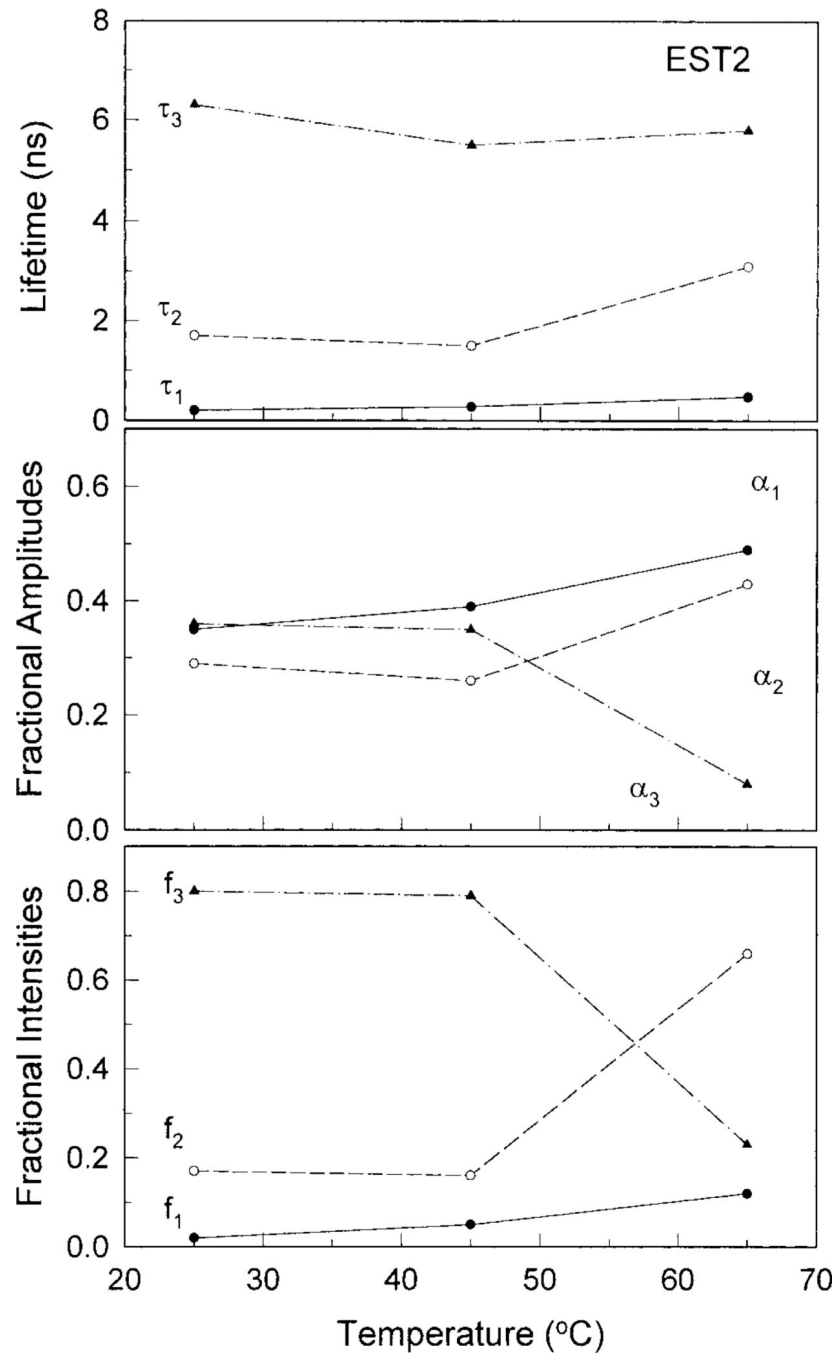 EST2
8
6
4
2
0
Lifetime (ns)
τ3
τ2
τ1
0.6
0.4
0.2
0.0
Fractional Amplitudes
α1
α2
α3
0.8
0.6
0.4
0.2
0.0
Fractional Intensities
f3
f2
f1
20 30 40 50 60 70
Temperature (ºC)